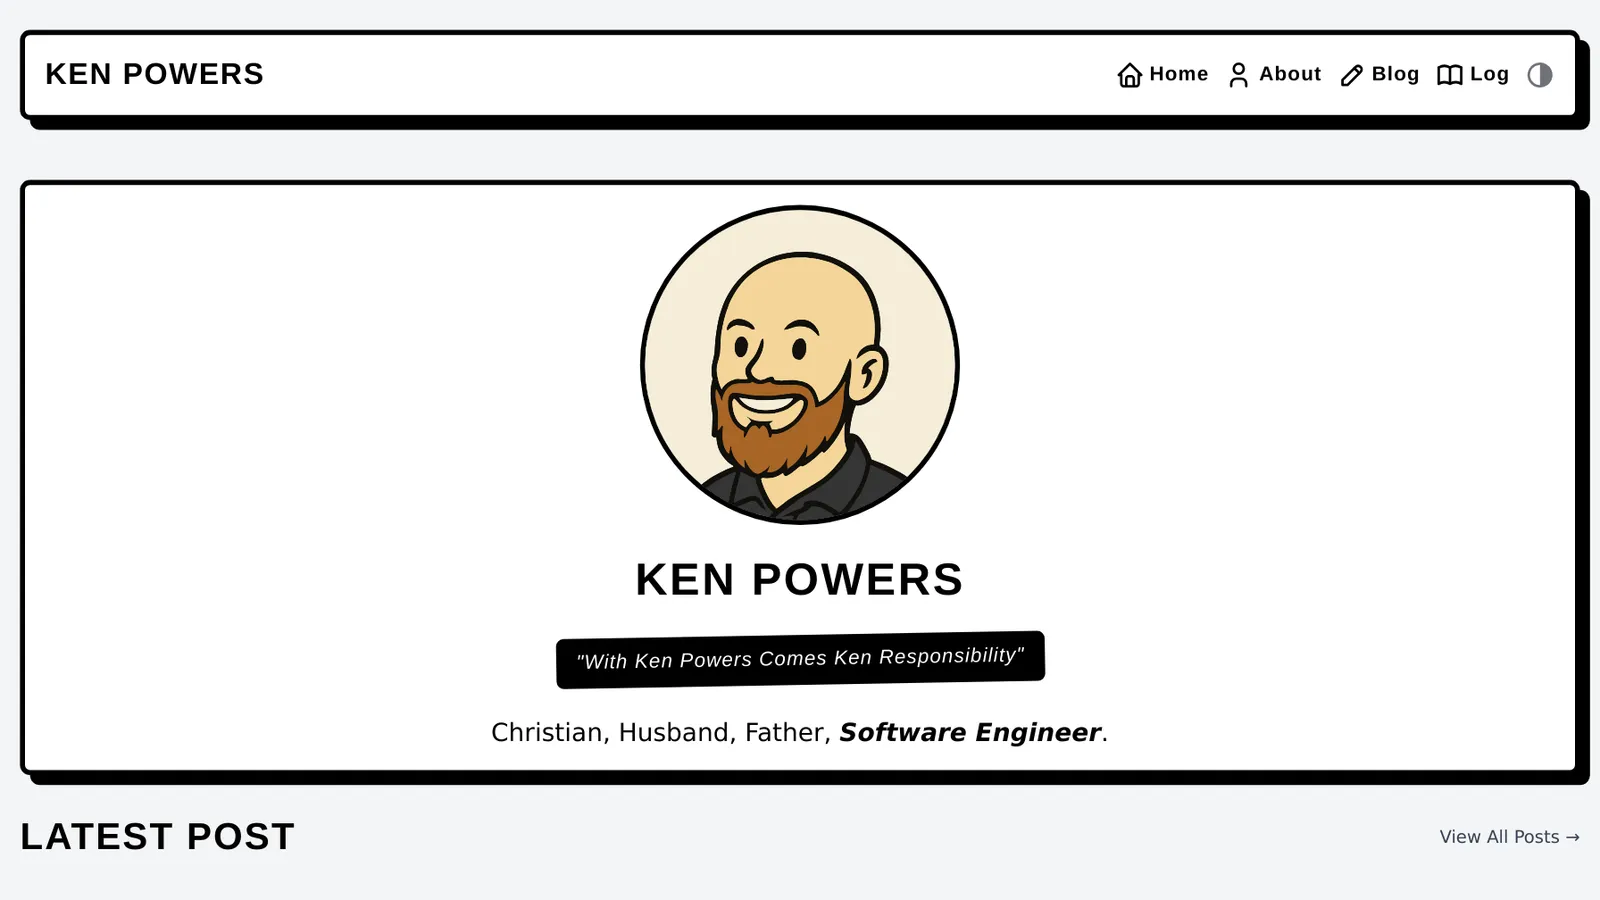 KEN POWERS
Home About Blog Log
KEN POWERS
"With Ken Powers Comes Ken Responsibility"
Christian, Husband, Father, Software Engineer.
LATEST POST
View All Posts →